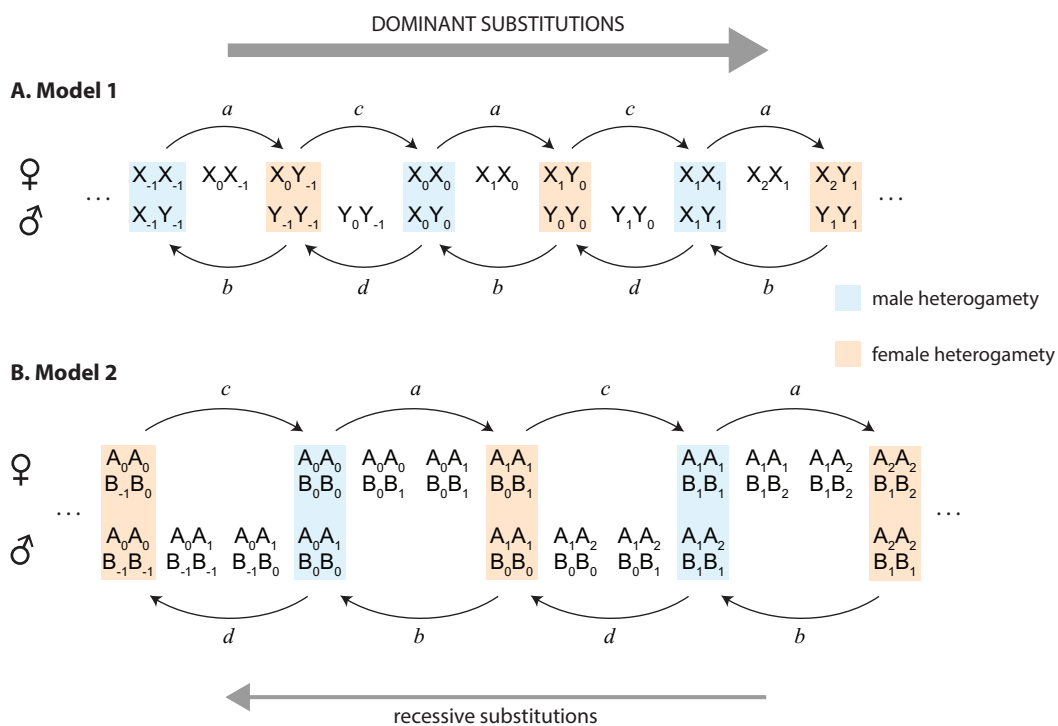 DOMINANT SUBSTITUTIONS
A. Model 1
a c a c a
♀ X₋₁X₋₁ X₀X₋₁ X₀Y₋₁ X₀X₀ X₁X₀ X₁Y₀ X₁X₁ X₂X₁ X₂Y₁
... ...
♂ X₋₁Y₋₁ Y₋₁Y₋₁ Y₀Y₋₁ X₀Y₀ Y₀Y₀ Y₁Y₀ X₁Y₁ Y₁Y₁
b d b d b
male heterogamety
female heterogamety
B. Model 2
c a c a
♀ A₀A₀ A₀A₀ A₀A₀ A₀A₁ A₁A₁ A₁A₁ A₁A₁ A₁A₂ A₂A₂
B₋₁B₀ B₀B₀ B₀B₁ B₀B₁ B₀B₁ B₁B₁ B₁B₂ B₁B₂ B₁B₂
... ...
♂ A₀A₀ A₀A₁ A₀A₁ A₀A₁ A₁A₁ A₁A₂ A₁A₂ A₁A₂ A₂A₂
B₋₁B₋₁ B₋₁B₋₁ B₋₁B₀ B₀B₀ B₀B₀ B₀B₀ B₀B₁ B₁B₁ B₁B₁
d b d b
recessive substitutions